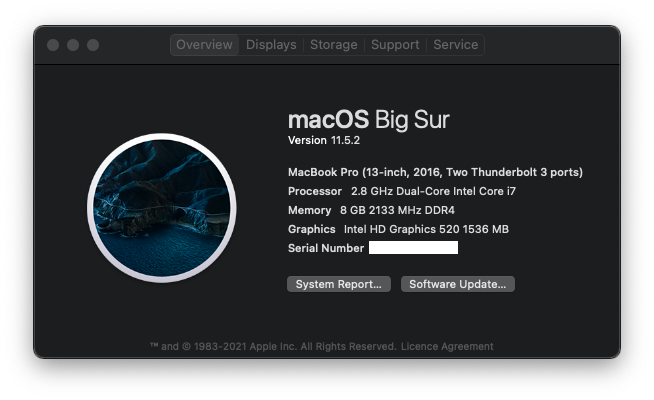 Overview Displays Storage Support Service
macOS Big Sur
Version 11.5.2
MacBook Pro (13-inch, 2016, Two Thunderbolt 3 ports)
Processor 2.8 GHz Dual-Core Intel Core i7
Memory 8 GB 2133 MHz DDR4
Graphics Intel HD Graphics 520 1536 MB
Serial Number
System Report... Software Update...
™ and © 1983-2021 Apple Inc. All Rights Reserved. Licence Agreement